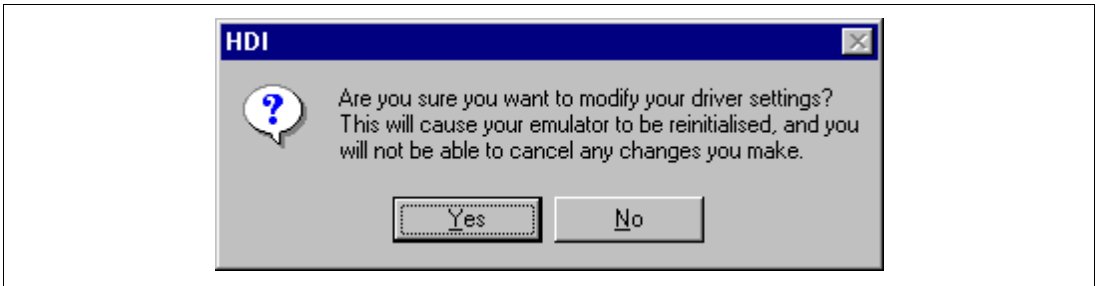 HDI
Are you sure you want to modify your driver settings?
This will cause your emulator to be reinitialised, and you
will not be able to cancel any changes you make.
Yes No